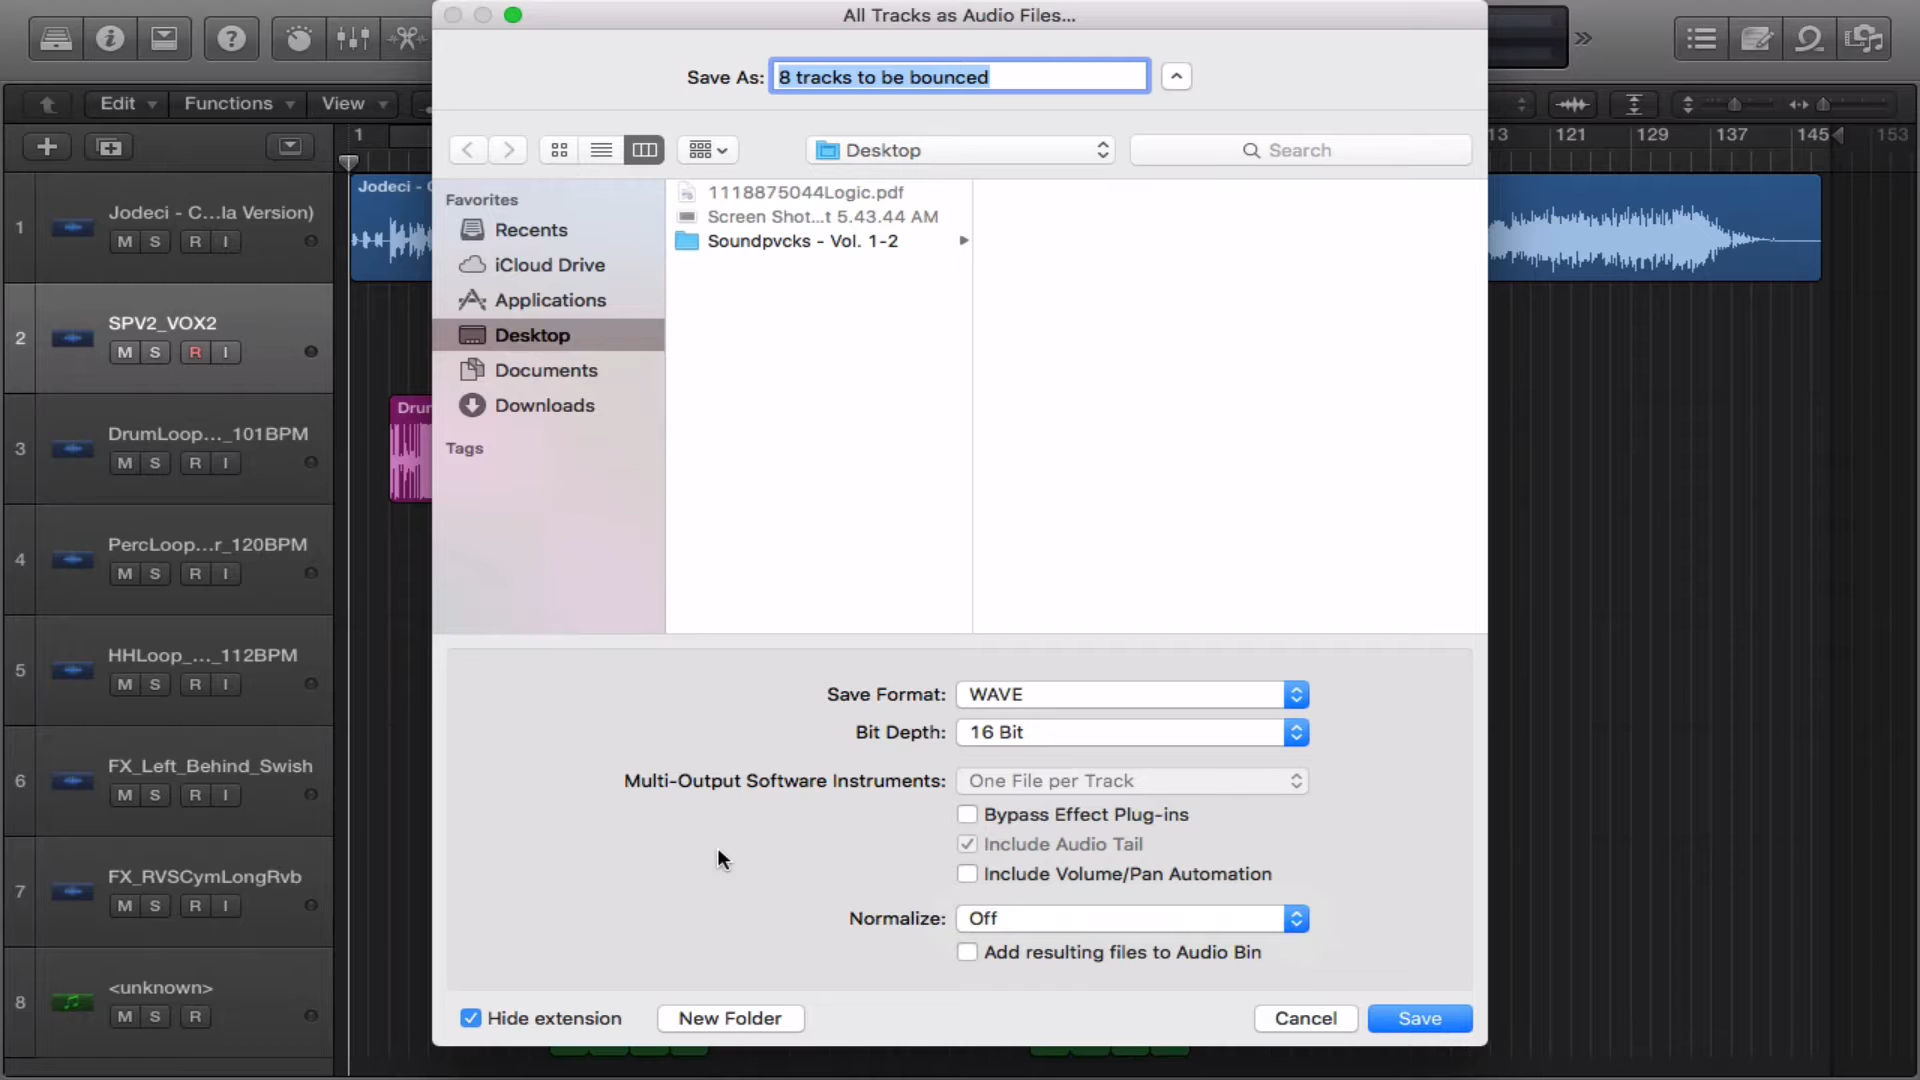 All Tracks as Audio Files...
Save As: 8 tracks to be bounced
Edit Functions View
Desktop
Search
1
13 121 129 137 145 153
Favorites
Recents
iCloud Drive
Applications
Desktop
Documents
Downloads
Tags
1118875044Logic.pdf
Screen Shot...t 5.43.44 AM
Soundpvcks - Vol. 1-2
1 Jodeci - C...la Version)
M S R I
Jodeci - C
2 SPV2_VOX2
M S R I
3 DrumLoop..._101BPM
M S R I
Drur
4 PercLoop...r_120BPM
M S R I
5 HHLoop_..._112BPM
M S R I
6 FX_Left_Behind_Swish
M S R I
7 FX_RVSCymLongRvb
M S R I
8 <unknown>
M S R
Save Format: WAVE
Bit Depth: 16 Bit
Multi-Output Software Instruments: One File per Track
Bypass Effect Plug-ins
Include Audio Tail
Include Volume/Pan Automation
Normalize: Off
Add resulting files to Audio Bin
Hide extension New Folder Cancel Save